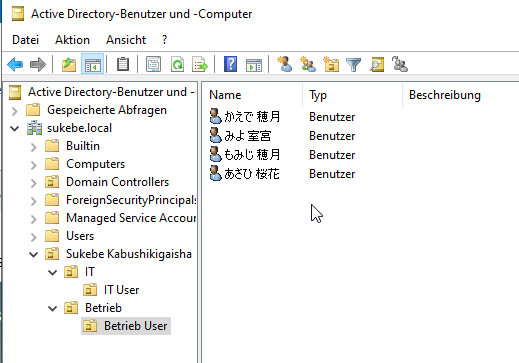 Active Directory-Benutzer und -Computer
Datei Aktion Ansicht ?
Active Directory-Benutzer und -
Gespeicherte Abfragen
sukebe.local
Builtin
Computers
Domain Controllers
ForeignSecurityPrincipals
Managed Service Accour
Users
Sukebe Kabushikigaisha
IT
IT User
Betrieb
Betrieb User
Name Typ Beschreibung
かえで 穂月 Benutzer
みよ 室宮 Benutzer
もみじ 穂月 Benutzer
あさひ 桜花 Benutzer